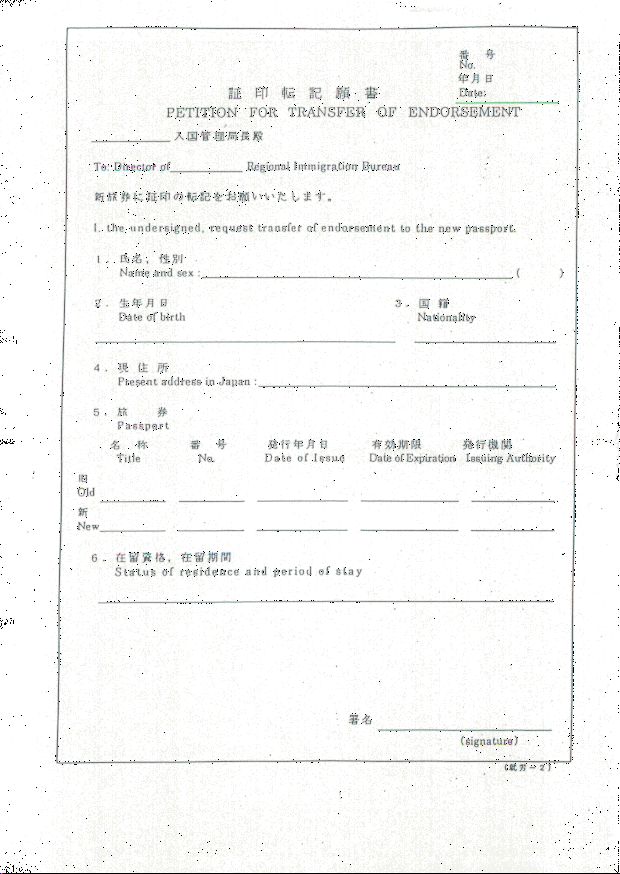 番 号
No.
年月日
Date:
証印転記願書
PETITION FOR TRANSFER OF ENDORSEMENT
入国管理局長殿
To: Director of Regional Immigration Bureau
新旅券に証印の転記をお願いいたします。
I, the undersigned, request transfer of endorsement to the new passport.
1. 氏名，性別
Name and sex: ( )
2. 生年月日 3. 国籍
Date of birth Nationality
4. 現住所
Present address in Japan:
5. 旅 券
Passport
名 称 番 号 発行年月日 有効期限 発行機関
Title No. Date of Issue Date of Expiration Issuing Authority
旧
Old
新
New
6. 在留資格，在留期間
Status of residence and period of stay
署名
(signature)